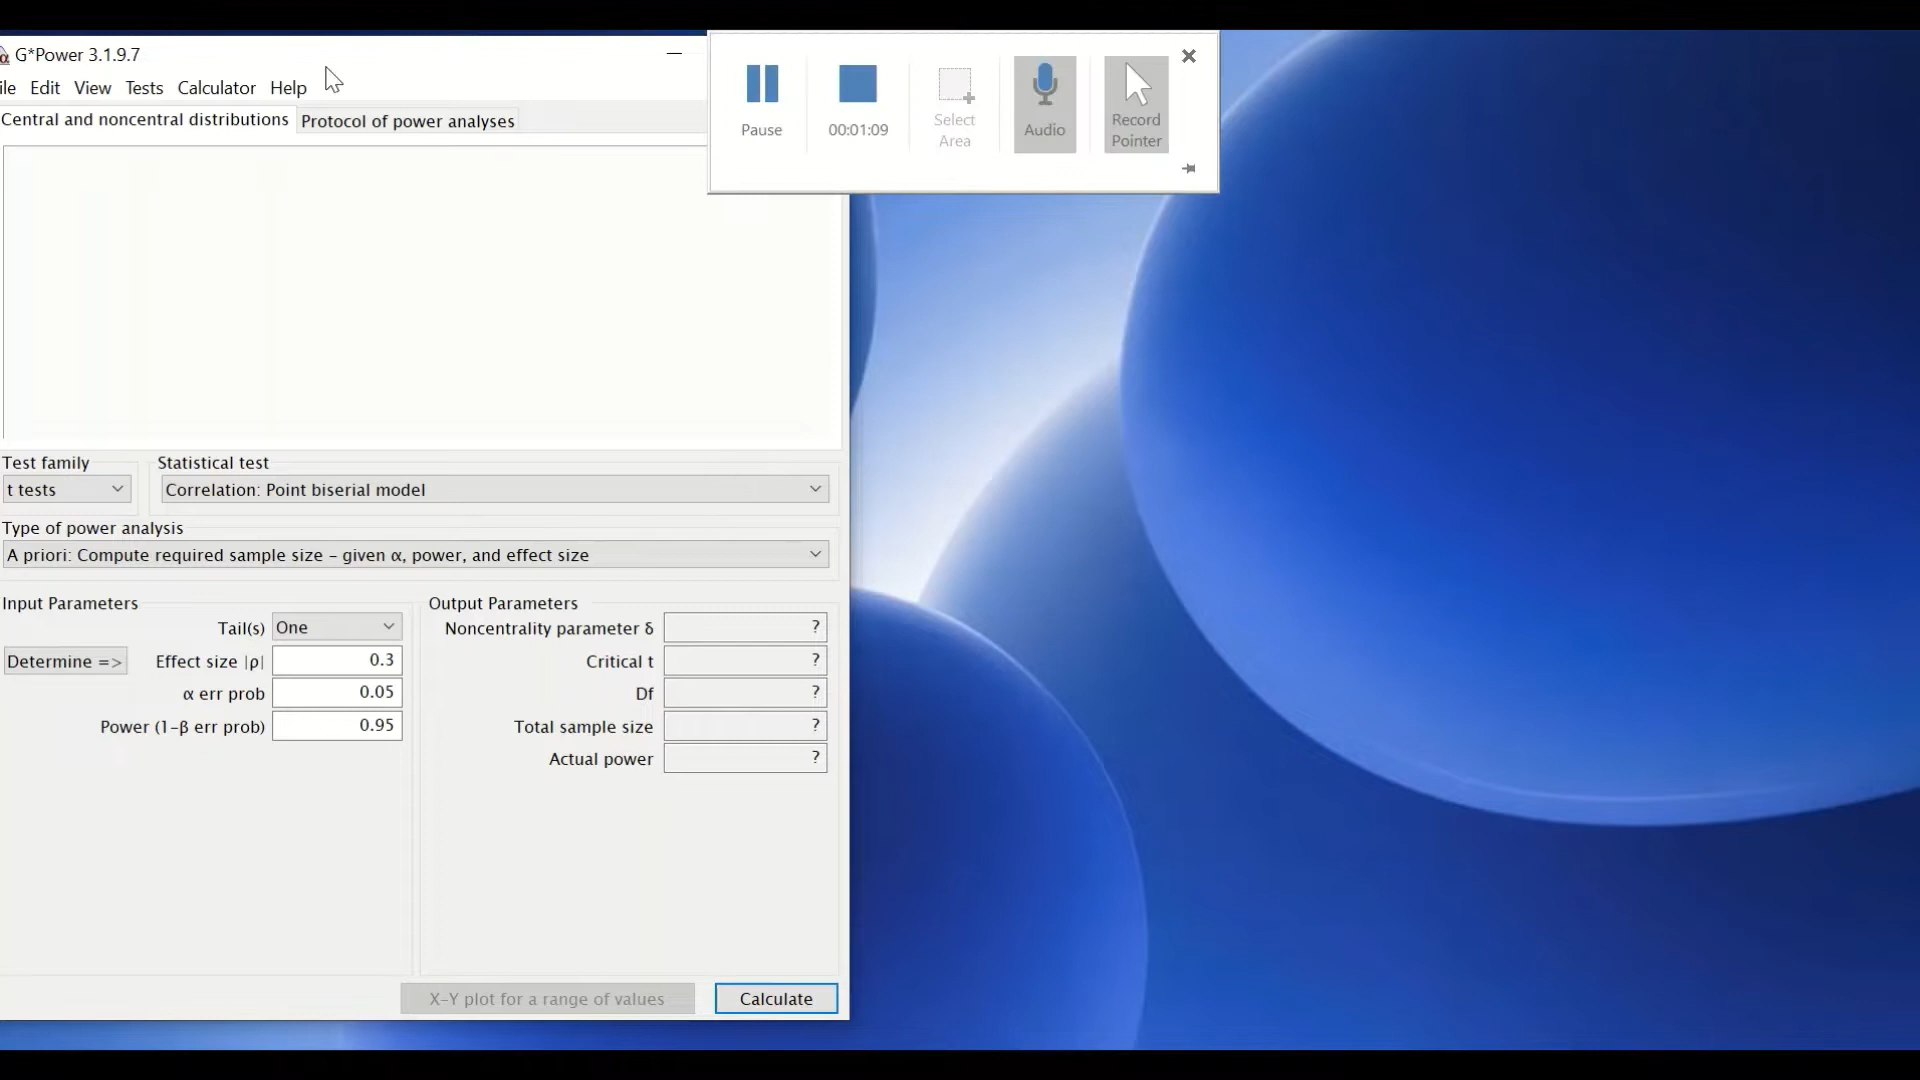 G*Power 3.1.9.7
ile Edit View Tests Calculator Help
Central and noncentral distributions Protocol of power analyses
Pause
00:01:09
Select
Area
Audio
Record
Pointer
Test family
Statistical test
t tests
Correlation: Point biserial model
Type of power analysis
A priori: Compute required sample size – given α, power, and effect size
Input Parameters
Output Parameters
Tail(s) One
Noncentrality parameter δ ?
Determine => Effect size |ρ| 0.3
Critical t ?
α err prob 0.05
Df ?
Power (1-β err prob) 0.95
Total sample size ?
Actual power ?
X-Y plot for a range of values
Calculate